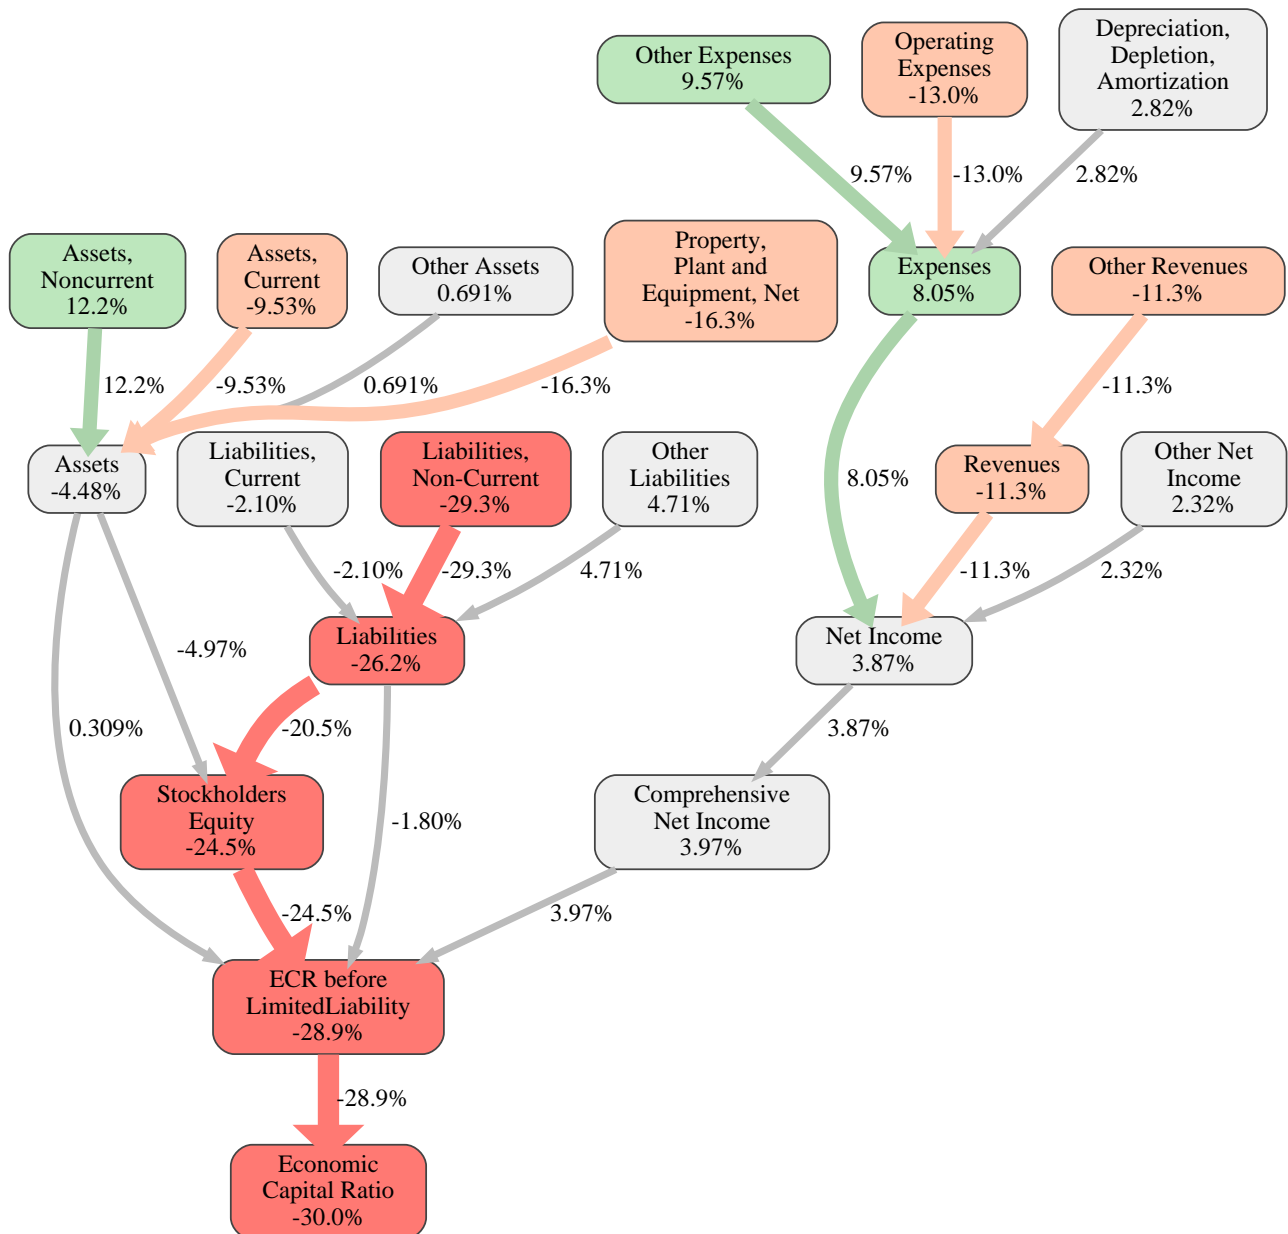 Other Expenses
9.57%
Operating
Expenses
-13.0%
Depreciation,
Depletion,
Amortization
2.82%
9.57%
-13.0%
2.82%
Assets,
Noncurrent
12.2%
Assets,
Current
-9.53%
Other Assets
0.691%
Property,
Plant and
Equipment, Net
-16.3%
Expenses
8.05%
Other Revenues
-11.3%
12.2%
-9.53%
0.691%
-16.3%
-11.3%
Assets
-4.48%
Liabilities,
Current
-2.10%
Liabilities,
Non-Current
-29.3%
Other
Liabilities
4.71%
8.05%
Revenues
-11.3%
Other Net
Income
2.32%
-2.10%
-29.3%
4.71%
-11.3%
2.32%
Liabilities
-26.2%
Net Income
3.87%
-4.97%
0.309%
-20.5%
3.87%
Stockholders
Equity
-24.5%
-1.80%
Comprehensive
Net Income
3.97%
-24.5%
3.97%
ECR before
LimitedLiability
-28.9%
-28.9%
Economic
Capital Ratio
-30.0%